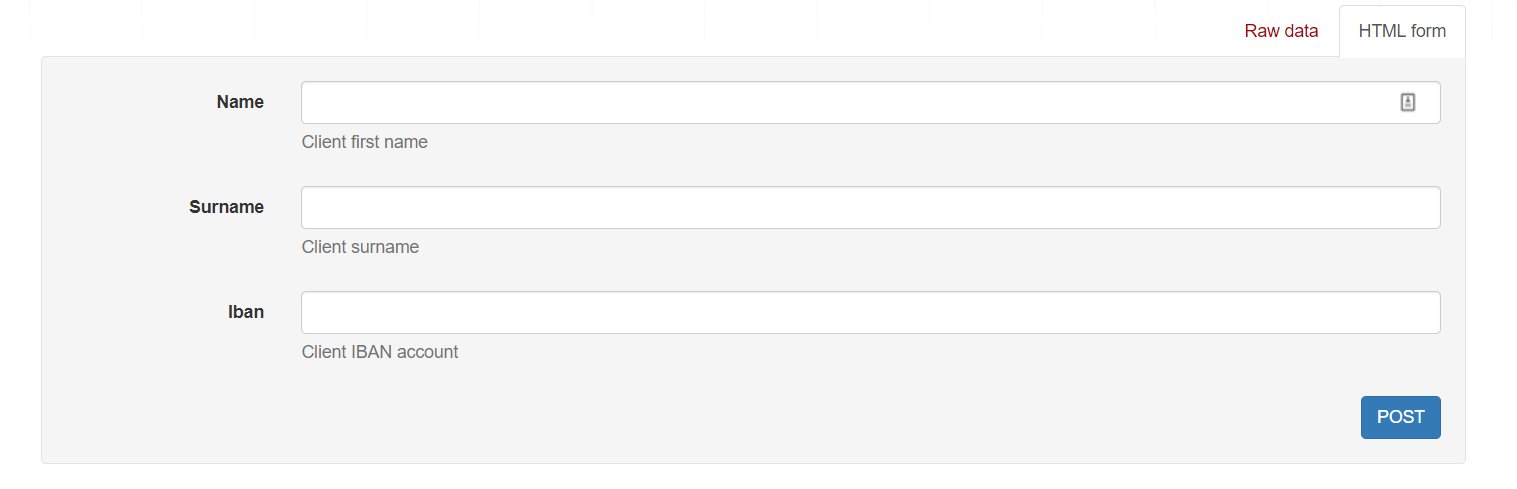 Raw data HTML form
Name
Client first name
Surname
Client surname
Iban
Client IBAN account
POST